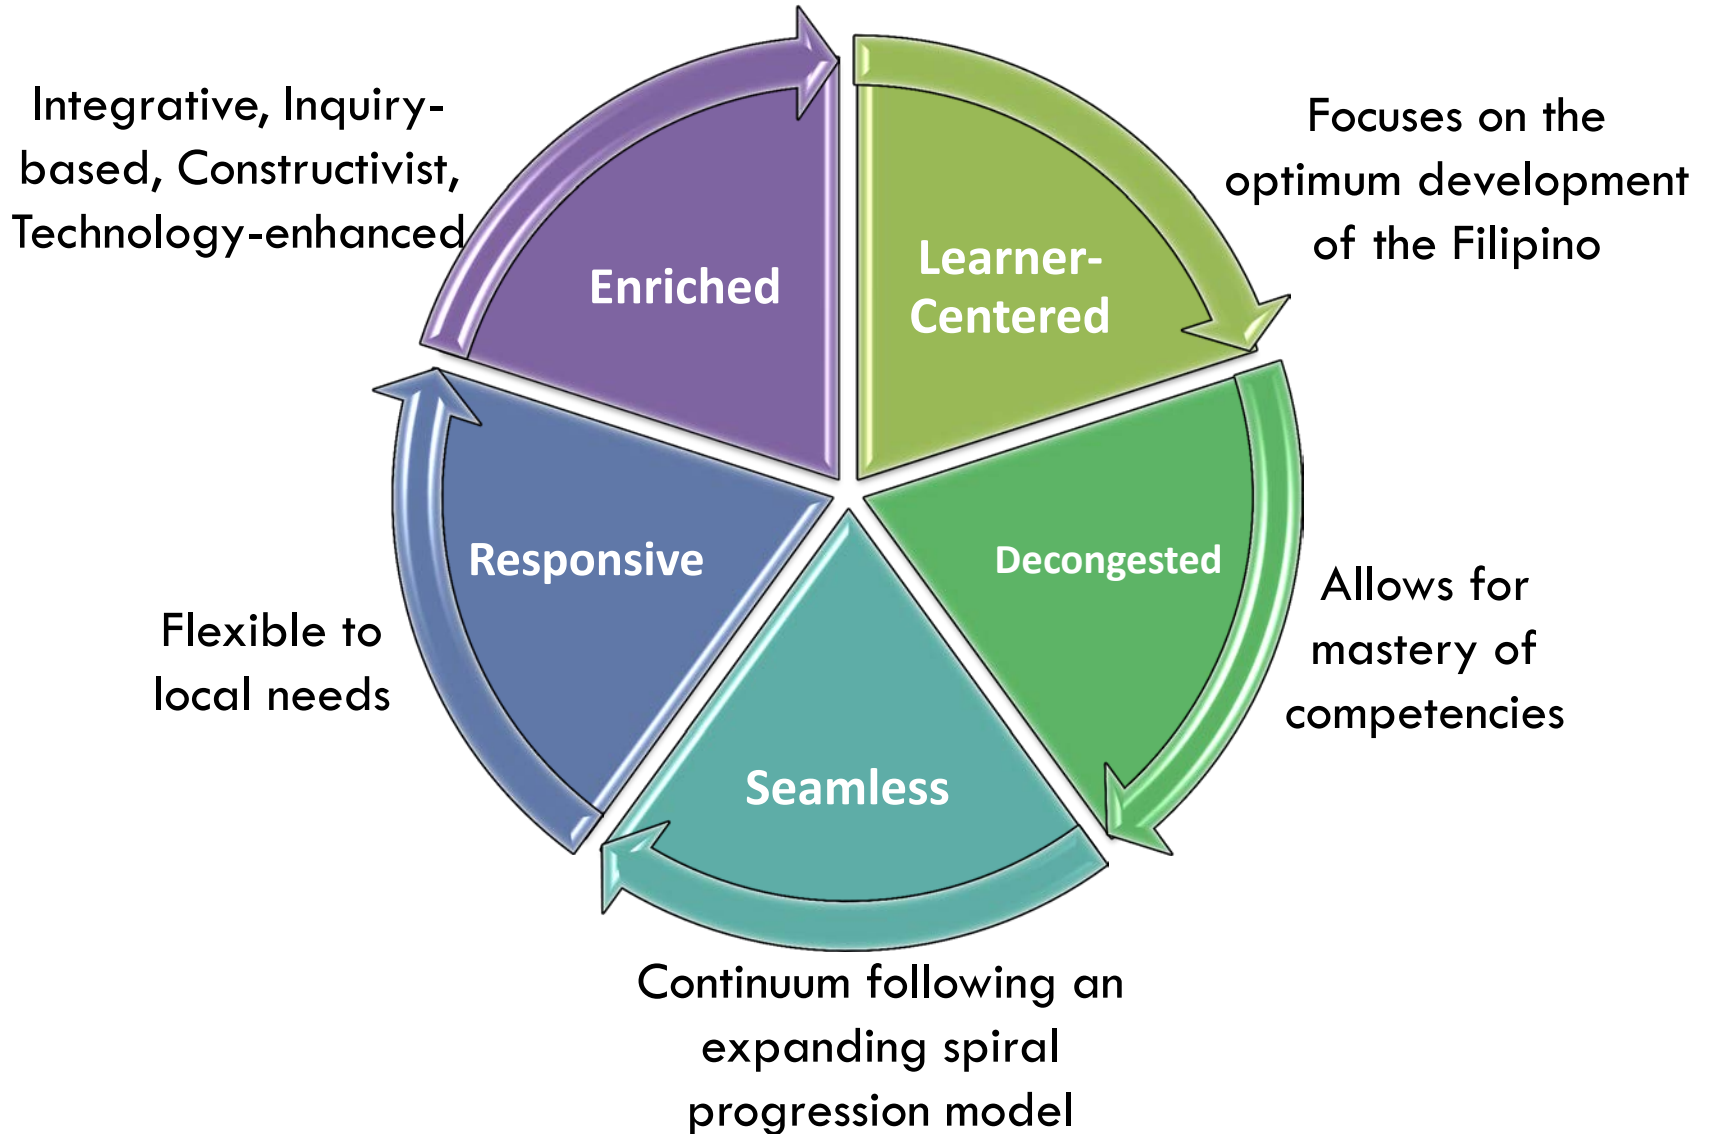 Integrative, Inquiry-
based, Constructivist,
Technology-enhanced
Enriched
Learner-
Centered
Focuses on the
optimum development
of the Filipino
Responsive
Flexible to
local needs
Decongested
Allows for
mastery of
competencies
Seamless
Continuum following an
expanding spiral
progression model